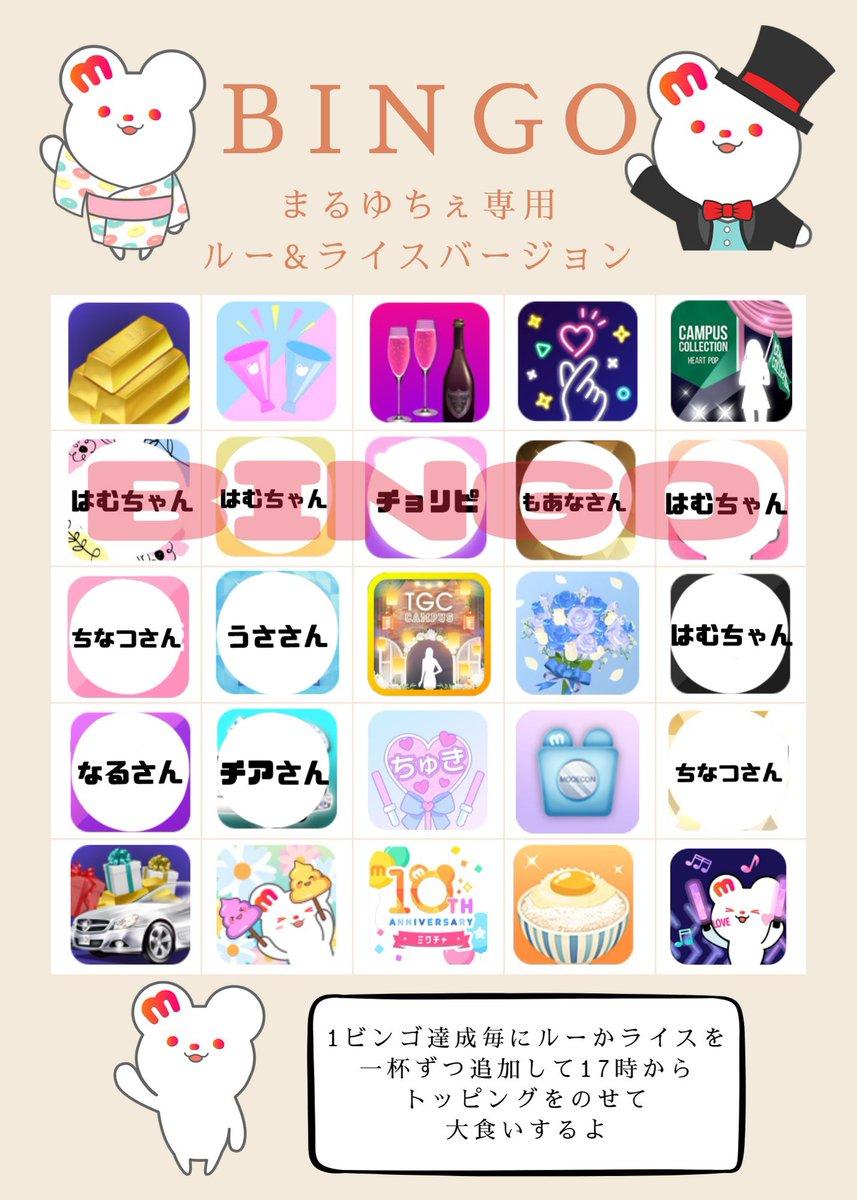 BINGO
まるゆちぇ専用
ルー&ライスバージョン
CAMPUS
COLLECTION
HEART POP
BINGO
はむちゃん
はむちゃん
チョリピ
もあなさん
はむちゃん
ちなつさん
うささん
TGC
CAMPUS
はむちゃん
なるさん
チアさん
ちゅき
MODECON
ちなつさん
10TH
ANNIVERSARY
ミクチャ
LOVE
1ビンゴ達成毎にルーかライスを
一杯ずつ追加して17時から
トッピングをのせて
大食いするよ